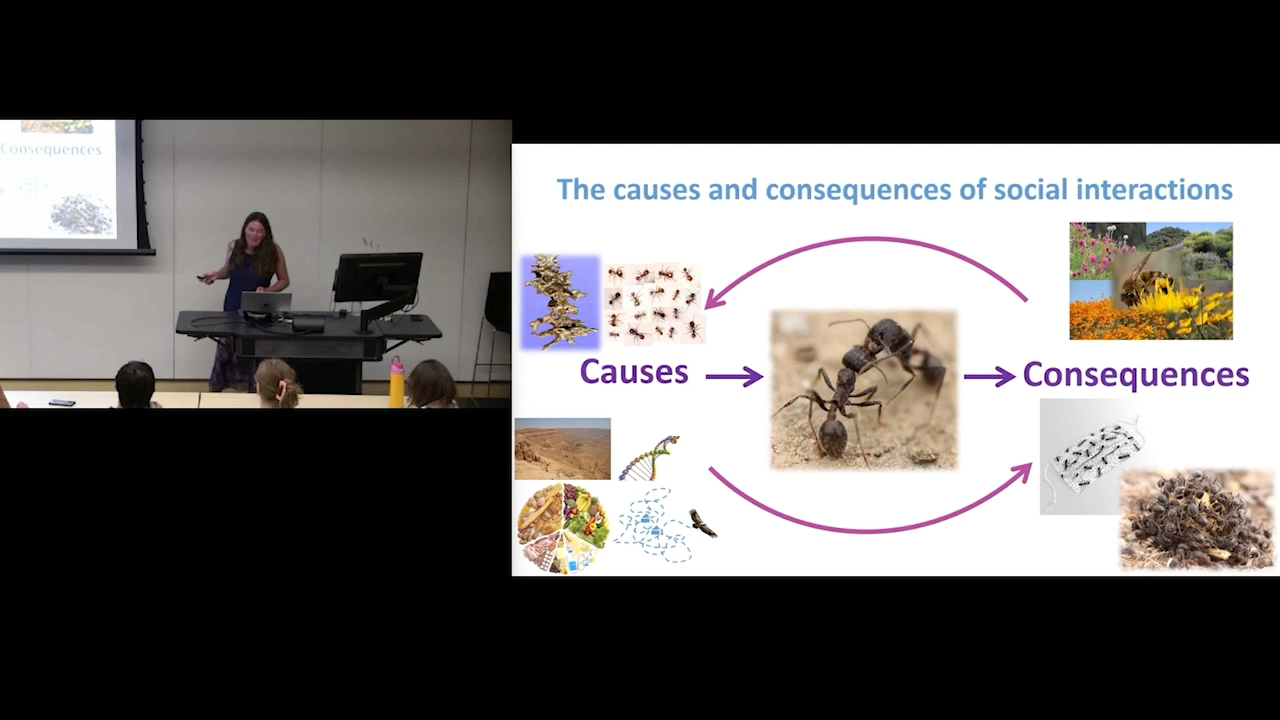 Consequences
The causes and consequences of social interactions
Causes
Consequences